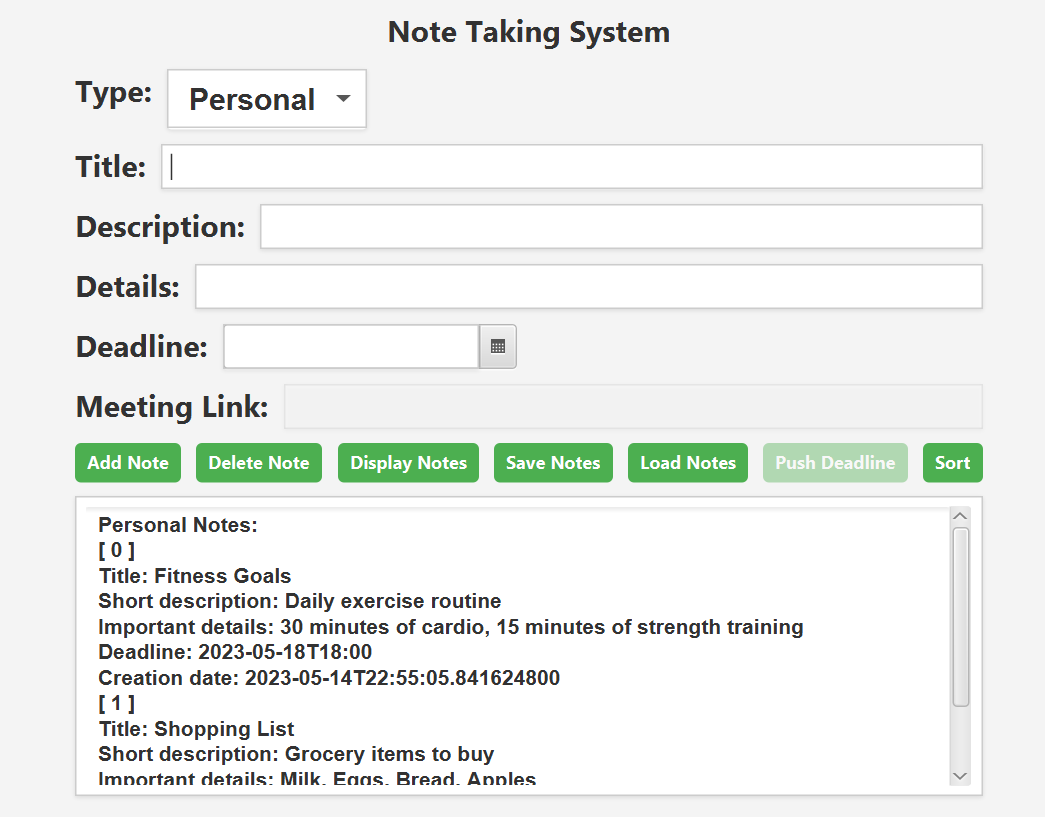 Note Taking System
Type: Personal
Title:
Description:
Details:
Deadline:
Meeting Link:
Add Note Delete Note Display Notes Save Notes Load Notes Push Deadline Sort
Personal Notes:
[ 0 ]
Title: Fitness Goals
Short description: Daily exercise routine
Important details: 30 minutes of cardio, 15 minutes of strength training
Deadline: 2023-05-18T18:00
Creation date: 2023-05-14T22:55:05.841624800
[ 1 ]
Title: Shopping List
Short description: Grocery items to buy
Important details: Milk, Eggs, Bread, Apples